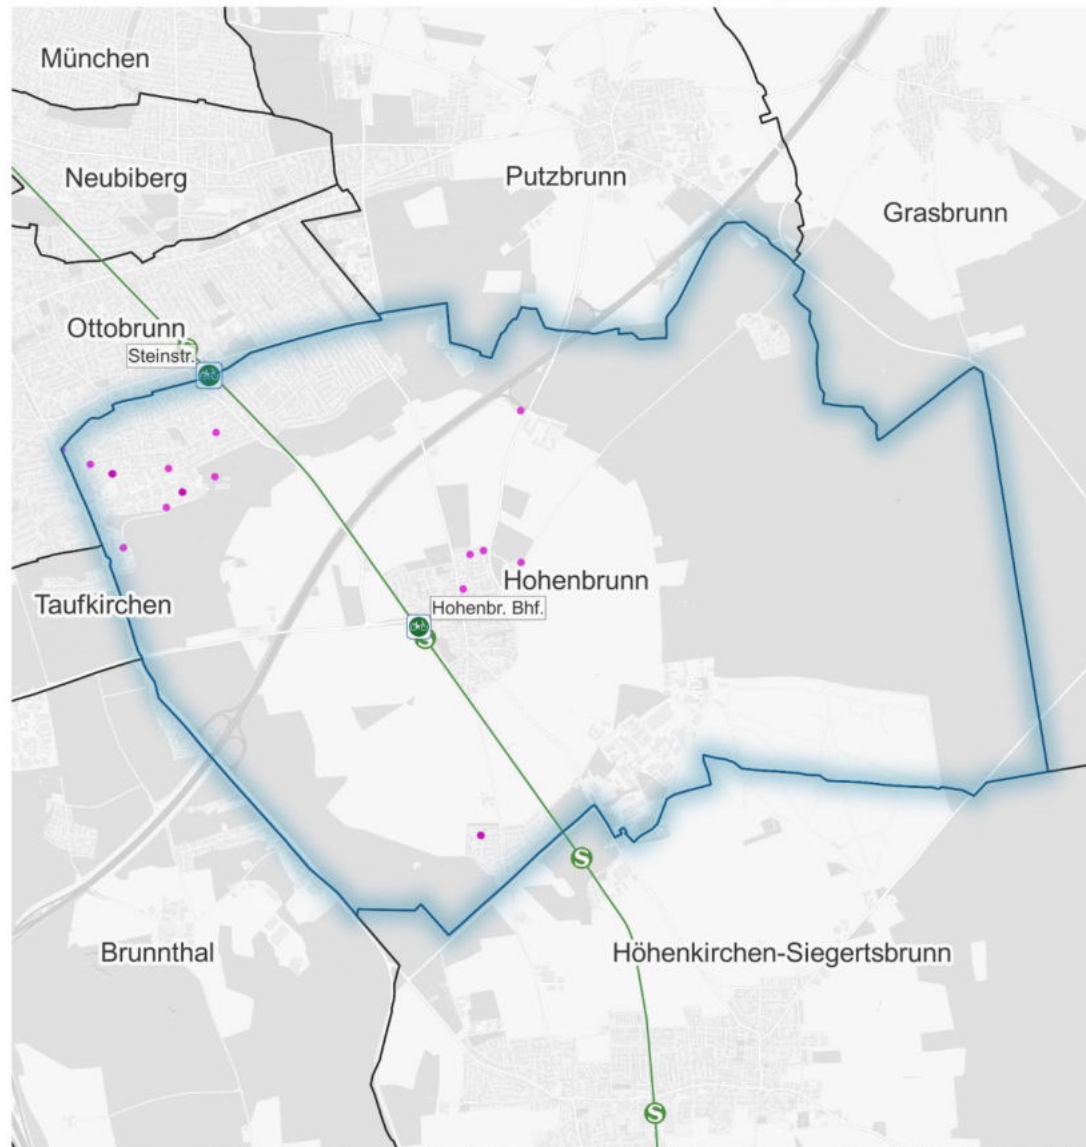 München
Neubiberg
Putzbrunn
Grasbrunn
Ottobrunn
Steinstr.
S
Hohenbrunn
Taufkirchen
Hohenbr. Bhf.
S
S
Brunnthal
Höhenkirchen-Siegertsbrunn
S